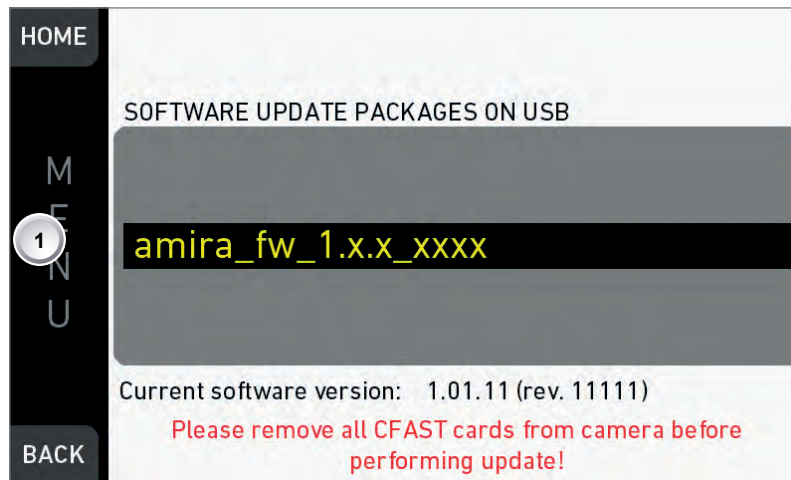 HOME
SOFTWARE UPDATE PACKAGES ON USB
MENU
1
amira_fw_1.x.x_xxxx
Current software version: 1.01.11 (rev. 11111)
Please remove all CFAST cards from camera before
performing update!
BACK